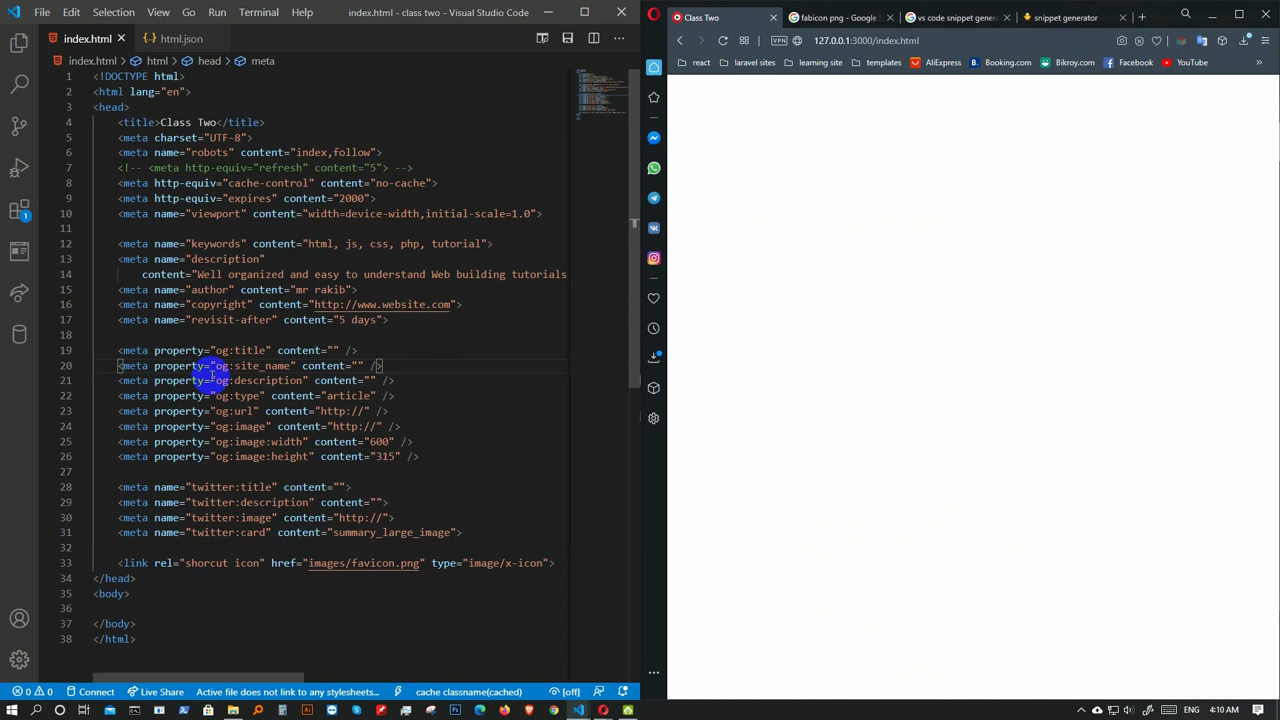 File Edit Selection View Go Run Terminal Help index.html - class two - Visual Studio Code
index.html html.json
index.html > html > head > meta
1 <!DOCTYPE html>
2 <html lang="en">
3 <head>
4 <title>Class Two</title>
5 <meta charset="UTF-8">
6 <meta name="robots" content="index,follow">
7 <!-- <meta http-equiv="refresh" content="5"> -->
8 <meta http-equiv="cache-control" content="no-cache">
9 <meta http-equiv="expires" content="2000">
10 <meta name="viewport" content="width=device-width,initial-scale=1.0">
11
12 <meta name="keywords" content="html, js, css, php, tutorial">
13 <meta name="description"
14 content="Well organized and easy to understand Web building tutorials
15 <meta name="author" content="mr rakib">
16 <meta name="copyright" content="http://www.website.com">
17 <meta name="revisit-after" content="5 days">
18
19 <meta property="og:title" content="" />
20 <meta property="og:site_name" content="" />
21 <meta property="og:description" content="" />
22 <meta property="og:type" content="article" />
23 <meta property="og:url" content="http://" />
24 <meta property="og:image" content="http://" />
25 <meta property="og:image:width" content="600" />
26 <meta property="og:image:height" content="315" />
27
28 <meta name="twitter:title" content="">
29 <meta name="twitter:description" content="">
30 <meta name="twitter:image" content="http://">
31 <meta name="twitter:card" content="summary_large_image">
32
33 <link rel="shorcut icon" href="images/favicon.png" type="image/x-icon">
34 </head>
35 <body>
36
37 </body>
38 </html>
1
0 0 Connect Live Share Active file does not link to any stylesheets... cache classname(cached) [off]
Class Two fabicon png - Google S vs code snippet genera snippet generator
VPN 127.0.0.1:3000/index.html
react laravel sites learning site templates AliExpress Booking.com Bikroy.com Facebook YouTube »
ENG 4:10 AM